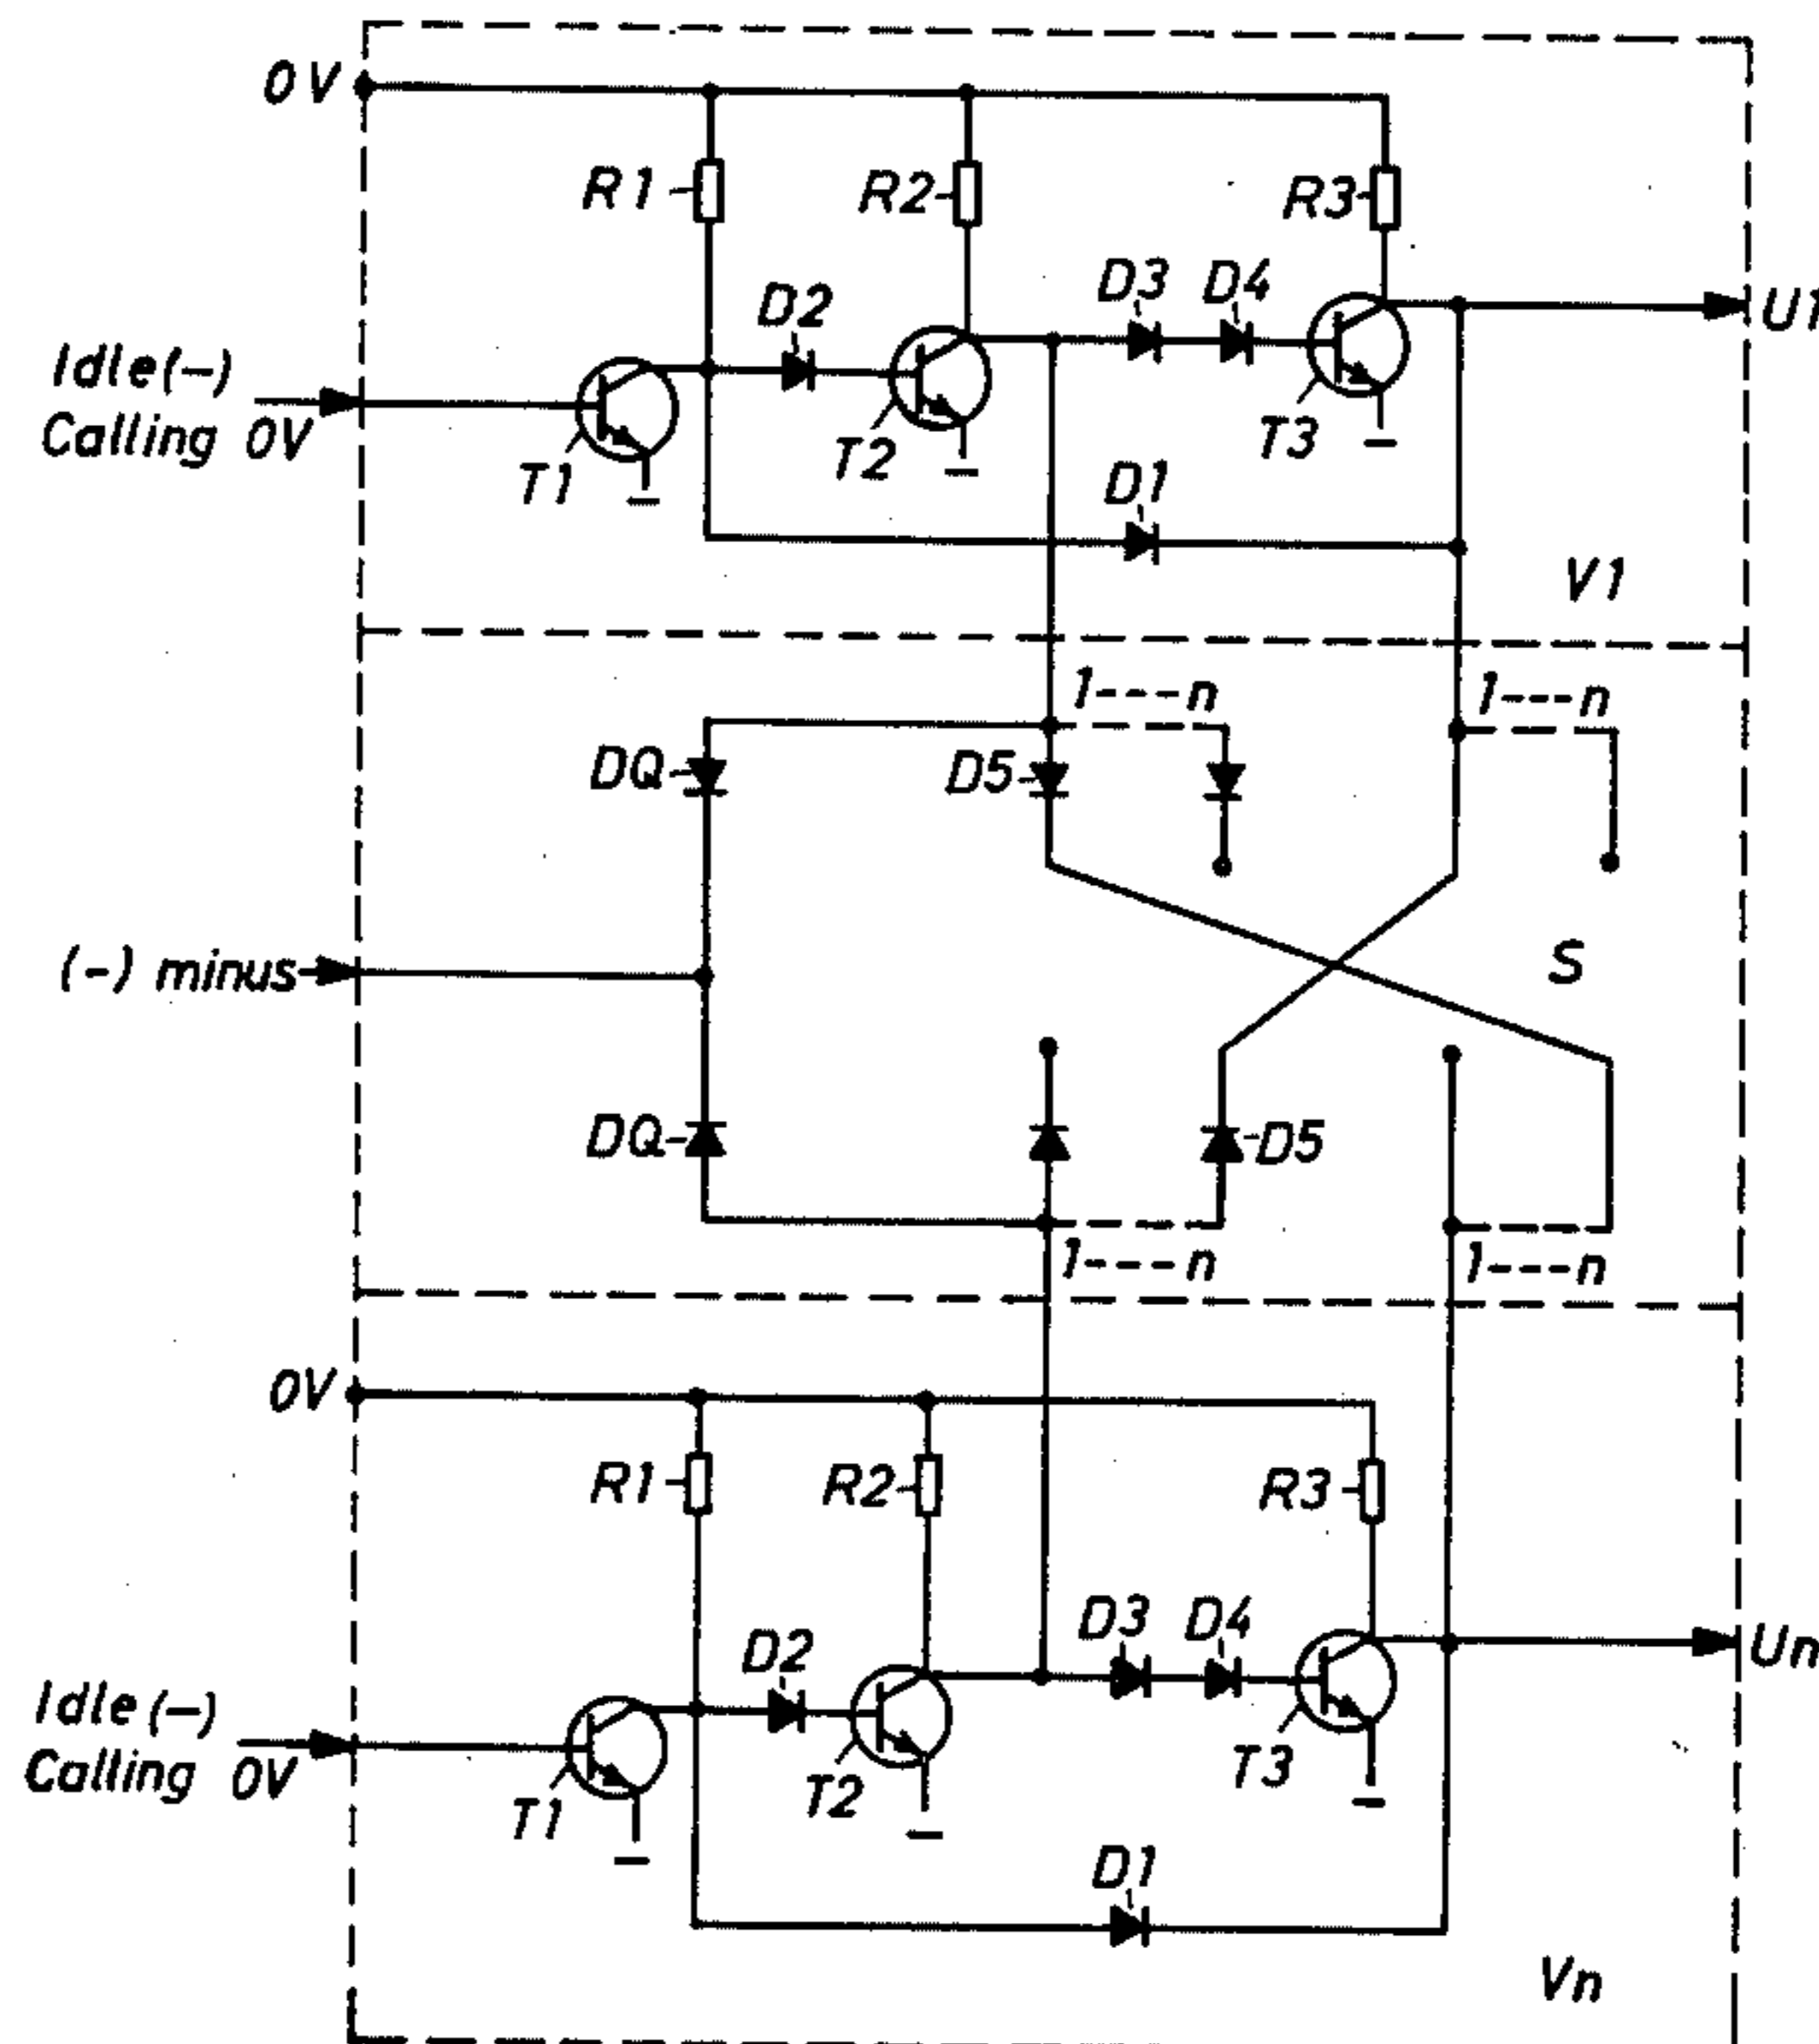 0V
R1
R2
R3
D2
D3
D4
U1
Idle(-)
Calling 0V
T1
T2
T3
D1
V1
1---n
1---n
DQ
D5
(-) minus
S
DQ
D5
1----n
1---n
0V
R1
R2
R3
D2
D3
D4
Un
Idle(-)
Calling 0V
T1
T2
T3
D1
Vn